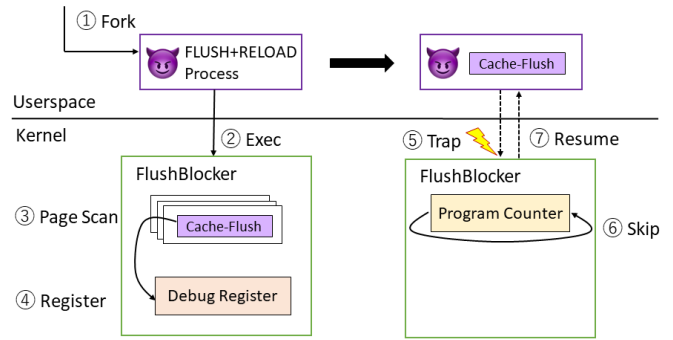 ① Fork
FLUSH+RELOAD
Process
Cache-Flush
Userspace
Kernel
② Exec
⑤ Trap
⑦ Resume
FlushBlocker
FlushBlocker
③ Page Scan
Cache-Flush
Program Counter
⑥ Skip
④ Register
Debug Register